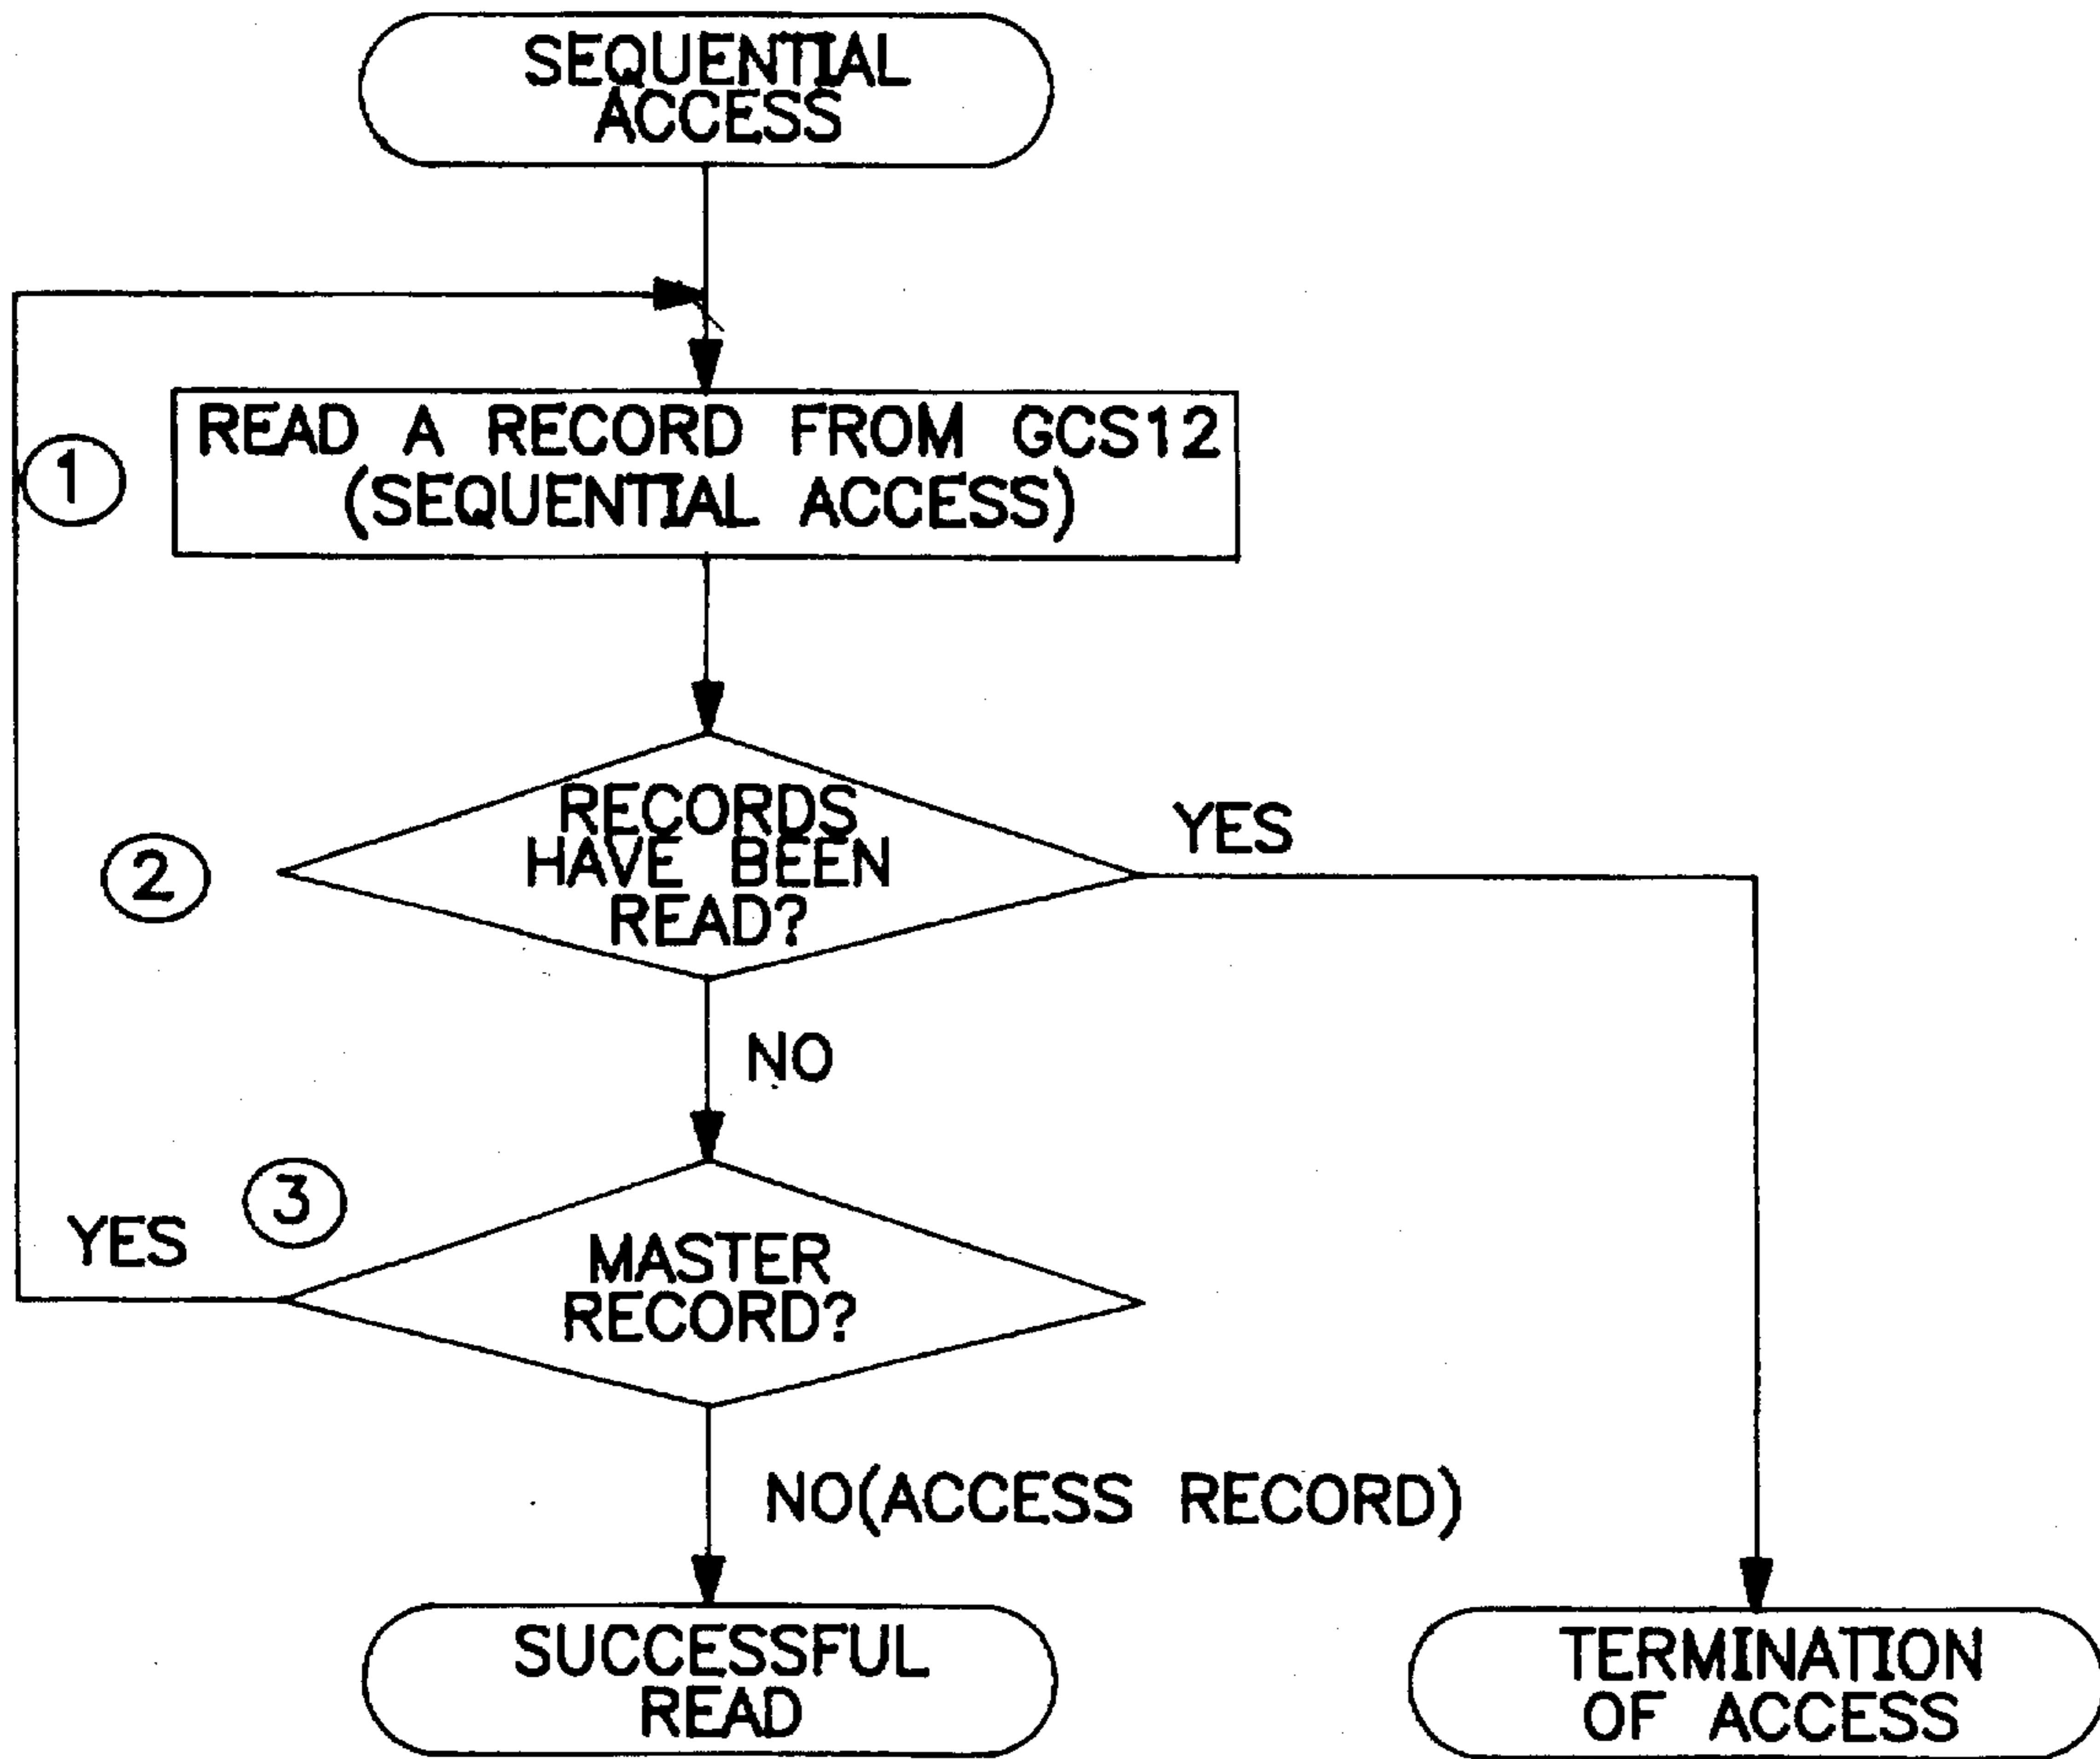 SEQUENTIAL
ACCESS
1
READ A RECORD FROM GCS12
(SEQUENTIAL ACCESS)
2
RECORDS
HAVE BEEN
READ?
YES
NO
3
YES
MASTER
RECORD?
NO(ACCESS RECORD)
SUCCESSFUL
READ
TERMINATION
OF ACCESS